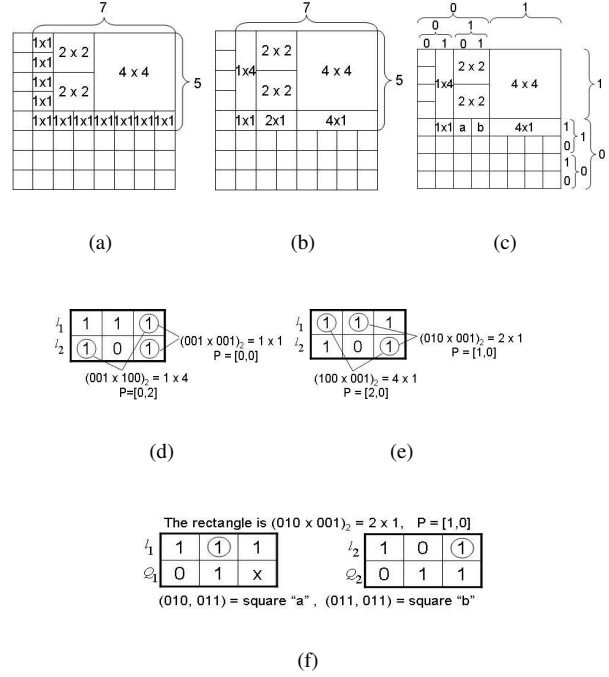 7
1x1
2 x 2
4 x 4
1x1
1x1
2 x 2
1x1
5
1x1 1x1 1x1 1x1 1x1 1x1 1x1
(a)
7
2 x 2
1x4
4 x 4
2 x 2
5
1x1 2x1 4x1
(b)
0 1
0 1
0 1 0 1
2 x 2
1x4
4 x 4
2 x 2
1
1x1 a b 4x1
1
0
1
1
0
0
0
(c)
l1 1 1 1
l2 1 0 1
(001 x 001)2 = 1 x 1
P = [0,0]
(001 x 100)2 = 1 x 4
P=[0,2]
(d)
l1 1 1 1
l2 1 0 1
(010 x 001)2 = 2 x 1
P = [1,0]
(100 x 001)2 = 4 x 1
P = [2,0]
(e)
The rectangle is (010 x 001)2 = 2 x 1, P = [1,0]
l1 1 1 1
Q1 0 1 x
l2 1 0 1
Q2 0 1 1
(010, 011) = square “a” , (011, 011) = square “b”
(f)